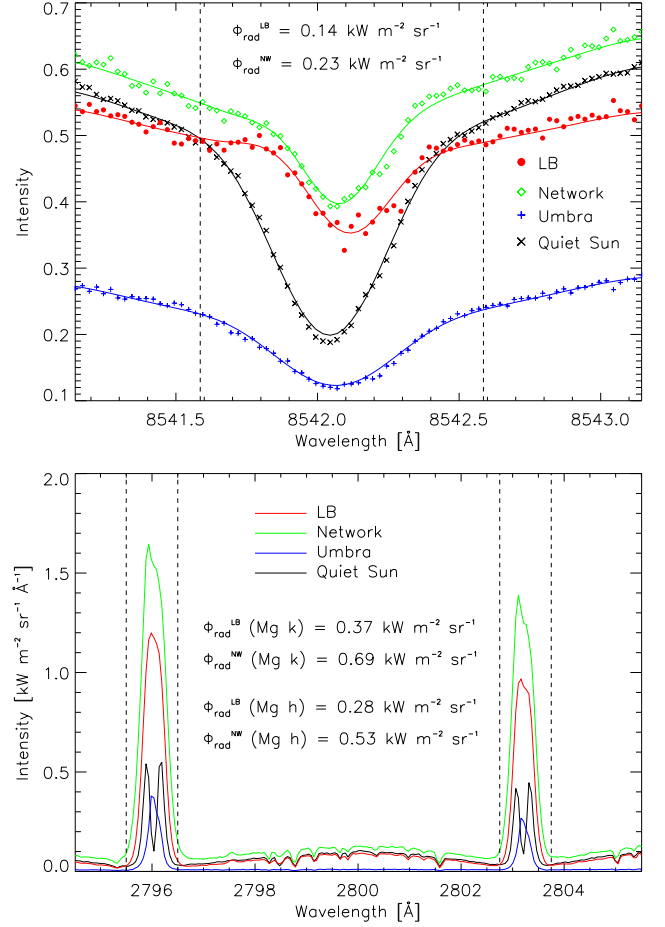 0.7
0.6
0.5
0.4
0.3
0.2
0.1
Intensity
Φrad^LB = 0.14 kW m⁻² sr⁻¹
Φrad^NW = 0.23 kW m⁻² sr⁻¹
LB
Network
Umbra
Quiet Sun
8541.5 8542.0 8542.5 8543.0
Wavelength [Å]
2.0
1.5
1.0
0.5
0.0
Intensity [kW m⁻² sr⁻¹ Å⁻¹]
LB
Network
Umbra
Quiet Sun
Φrad^LB (Mg k) = 0.37 kW m⁻² sr⁻¹
Φrad^NW (Mg k) = 0.69 kW m⁻² sr⁻¹
Φrad^LB (Mg h) = 0.28 kW m⁻² sr⁻¹
Φrad^NW (Mg h) = 0.53 kW m⁻² sr⁻¹
2796 2798 2800 2802 2804
Wavelength [Å]